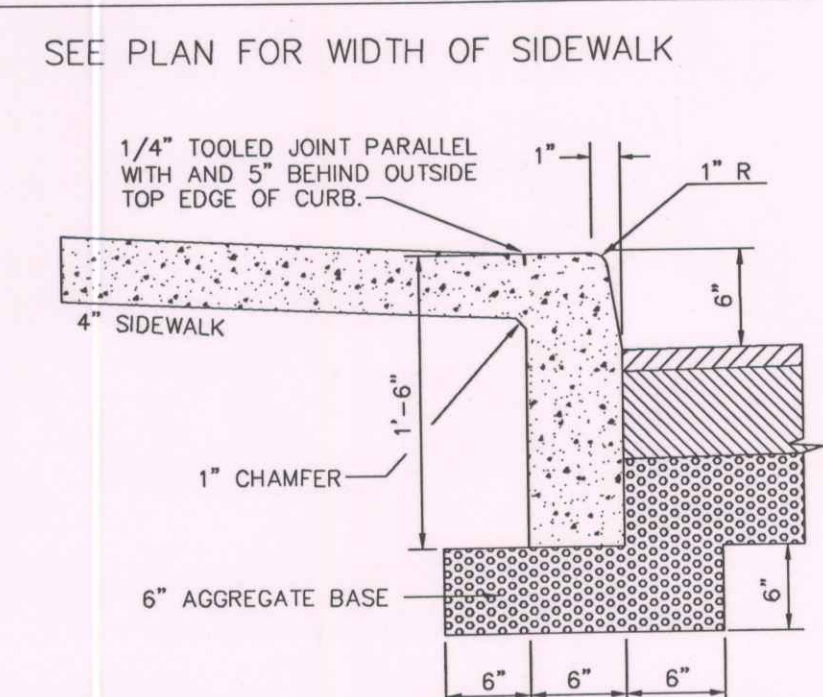 SEE PLAN FOR WIDTH OF SIDEWALK
1/4" TOOLED JOINT PARALLEL
WITH AND 5" BEHIND OUTSIDE
TOP EDGE OF CURB.
1"
1" R
6"
4" SIDEWALK
1'-6"
1" CHAMFER
6" AGGREGATE BASE
6"
6"
6"
6"